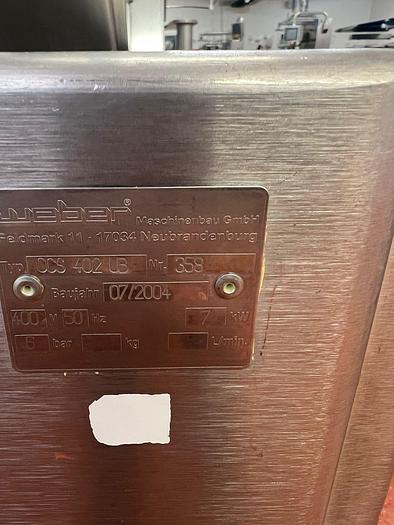 weber® Maschinenbau GmbH
Feldmark 11 - 17034 Neubrandenburg
Typ CCS 402 UB Nr. 358
Baujahr 07/2004
400 V 50 Hz 7 kW
6 bar kg L/min.